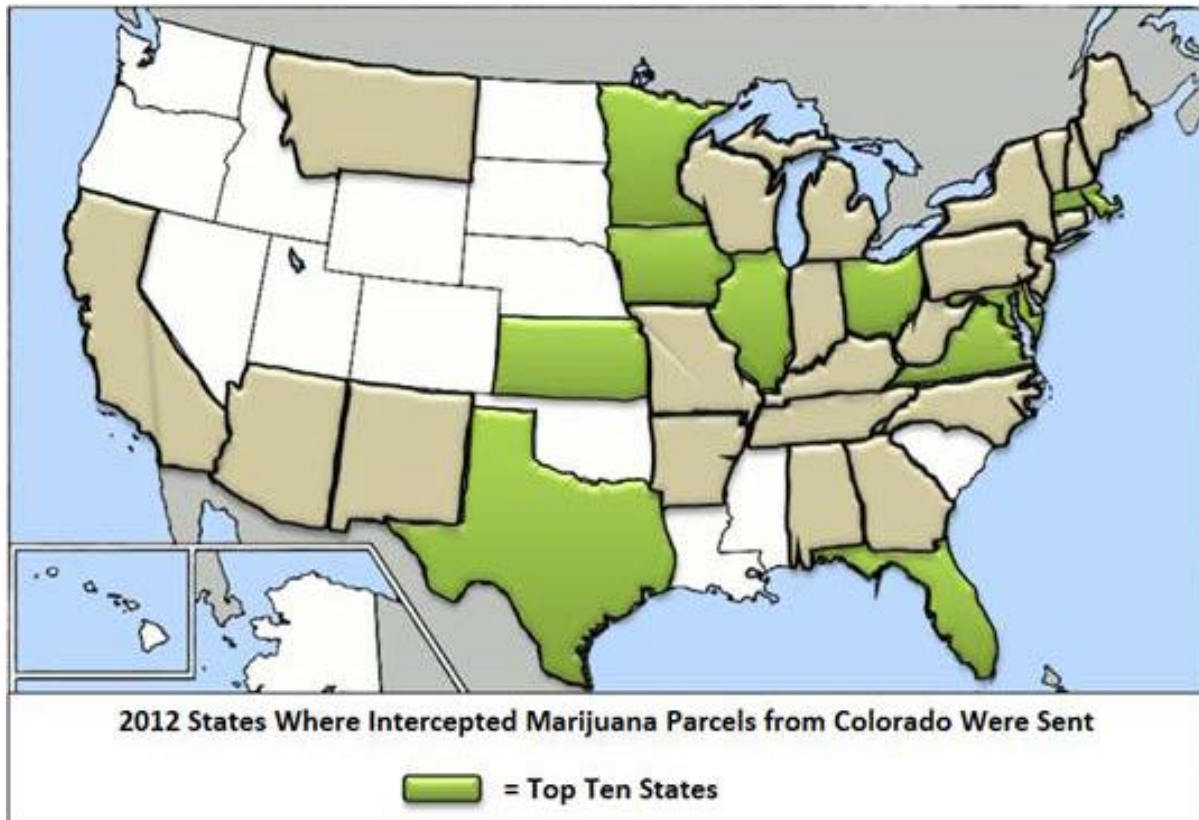 2012 States Where Intercepted Marijuana Parcels from Colorado Were Sent
= Top Ten States